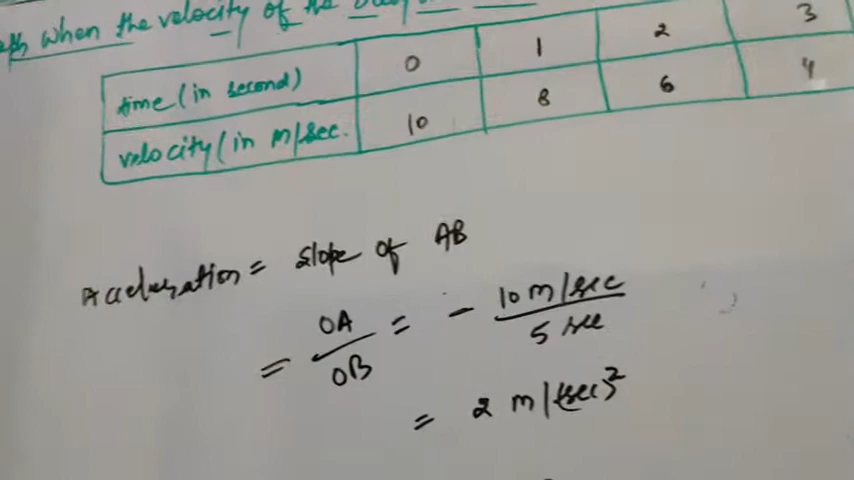 when the velocity of the
time (in second) 0 1 2 3
velocity (in m/sec. 10 8 6 4
Acceleration = slope of AB
= OA/OB = - 10 m/sec / 5 sec
= 2 m/(sec)²